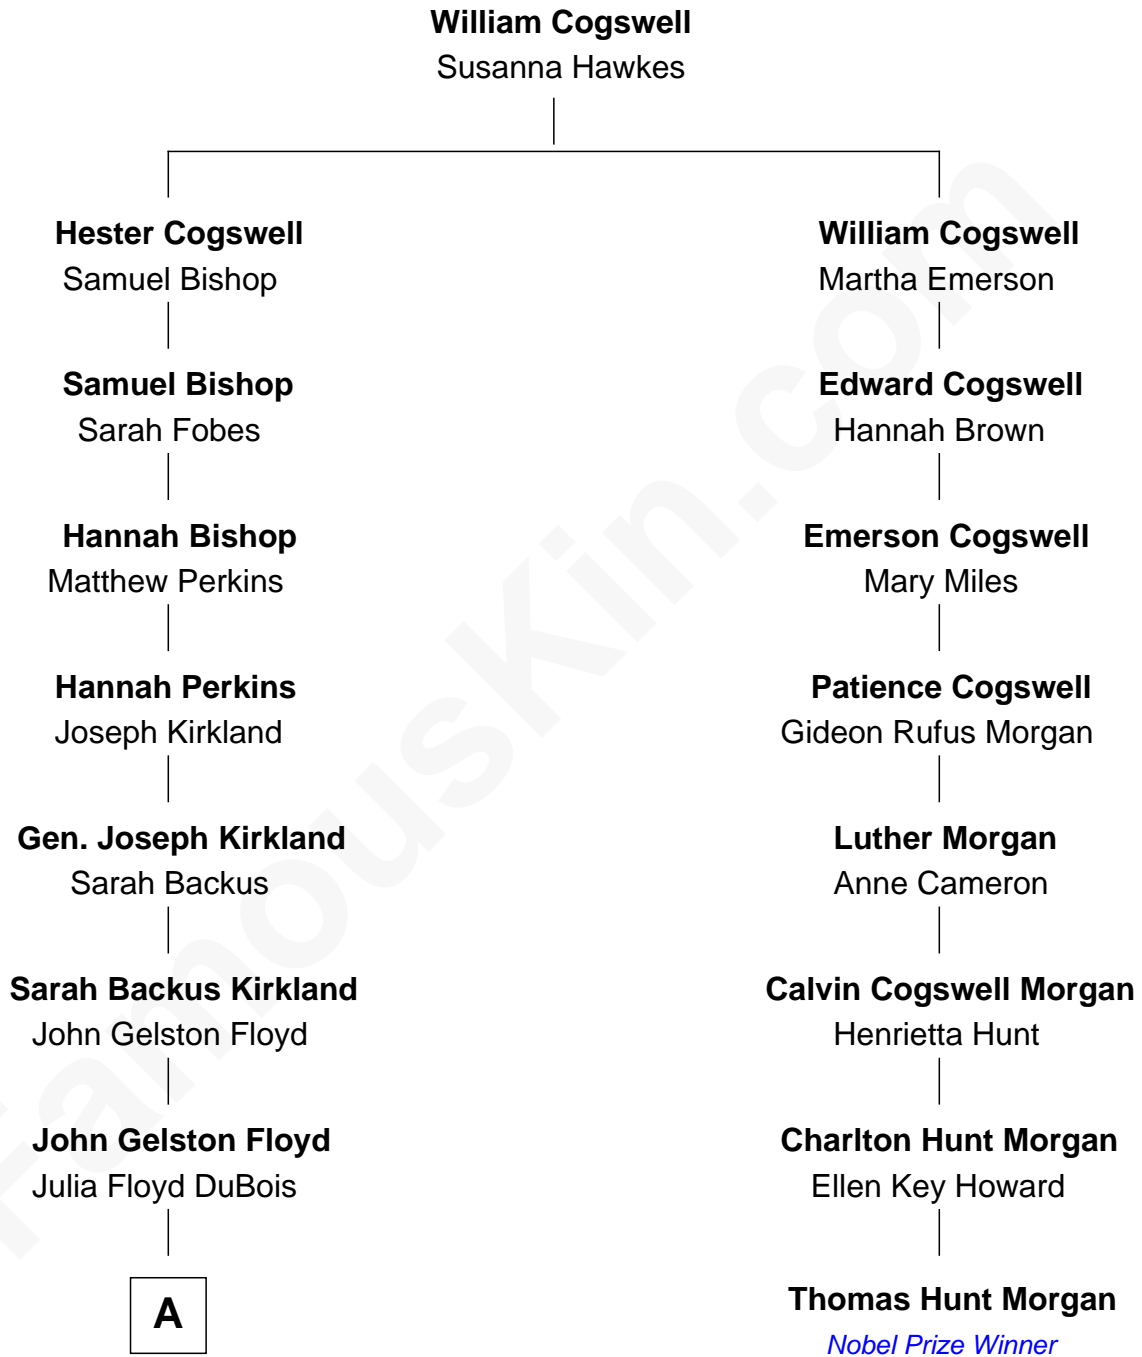 William Cogswell
Susanna Hawkes
Hester Cogswell
Samuel Bishop
Samuel Bishop
Sarah Fobes
Hannah Bishop
Matthew Perkins
Hannah Perkins
Joseph Kirkland
Gen. Joseph Kirkland
Sarah Backus
Sarah Backus Kirkland
John Gelston Floyd
John Gelston Floyd
Julia Floyd DuBois
A
William Cogswell
Martha Emerson
Edward Cogswell
Hannah Brown
Emerson Cogswell
Mary Miles
Patience Cogswell
Gideon Rufus Morgan
Luther Morgan
Anne Cameron
Calvin Cogswell Morgan
Henrietta Hunt
Charlton Hunt Morgan
Ellen Key Howard
Thomas Hunt Morgan
Nobel Prize Winner
FamousKin.com